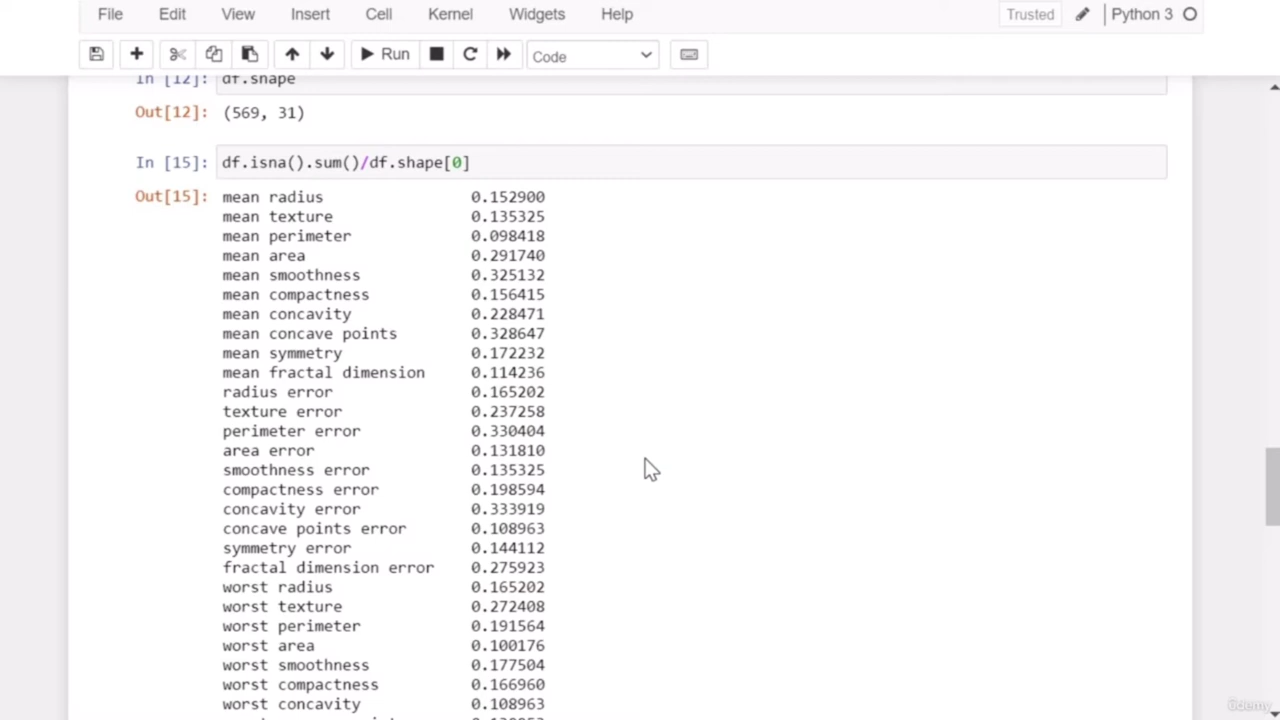 File Edit View Insert Cell Kernel Widgets Help Trusted Python 3
Run Code
In [12]: df.shape
Out[12]: (569, 31)
In [15]: df.isna().sum()/df.shape[0]
Out[15]: mean radius 0.152900
mean texture 0.135325
mean perimeter 0.098418
mean area 0.291740
mean smoothness 0.325132
mean compactness 0.156415
mean concavity 0.228471
mean concave points 0.328647
mean symmetry 0.172232
mean fractal dimension 0.114236
radius error 0.165202
texture error 0.237258
perimeter error 0.330404
area error 0.131810
smoothness error 0.135325
compactness error 0.198594
concavity error 0.333919
concave points error 0.108963
symmetry error 0.144112
fractal dimension error 0.275923
worst radius 0.165202
worst texture 0.272408
worst perimeter 0.191564
worst area 0.100176
worst smoothness 0.177504
worst compactness 0.166960
worst concavity 0.108963